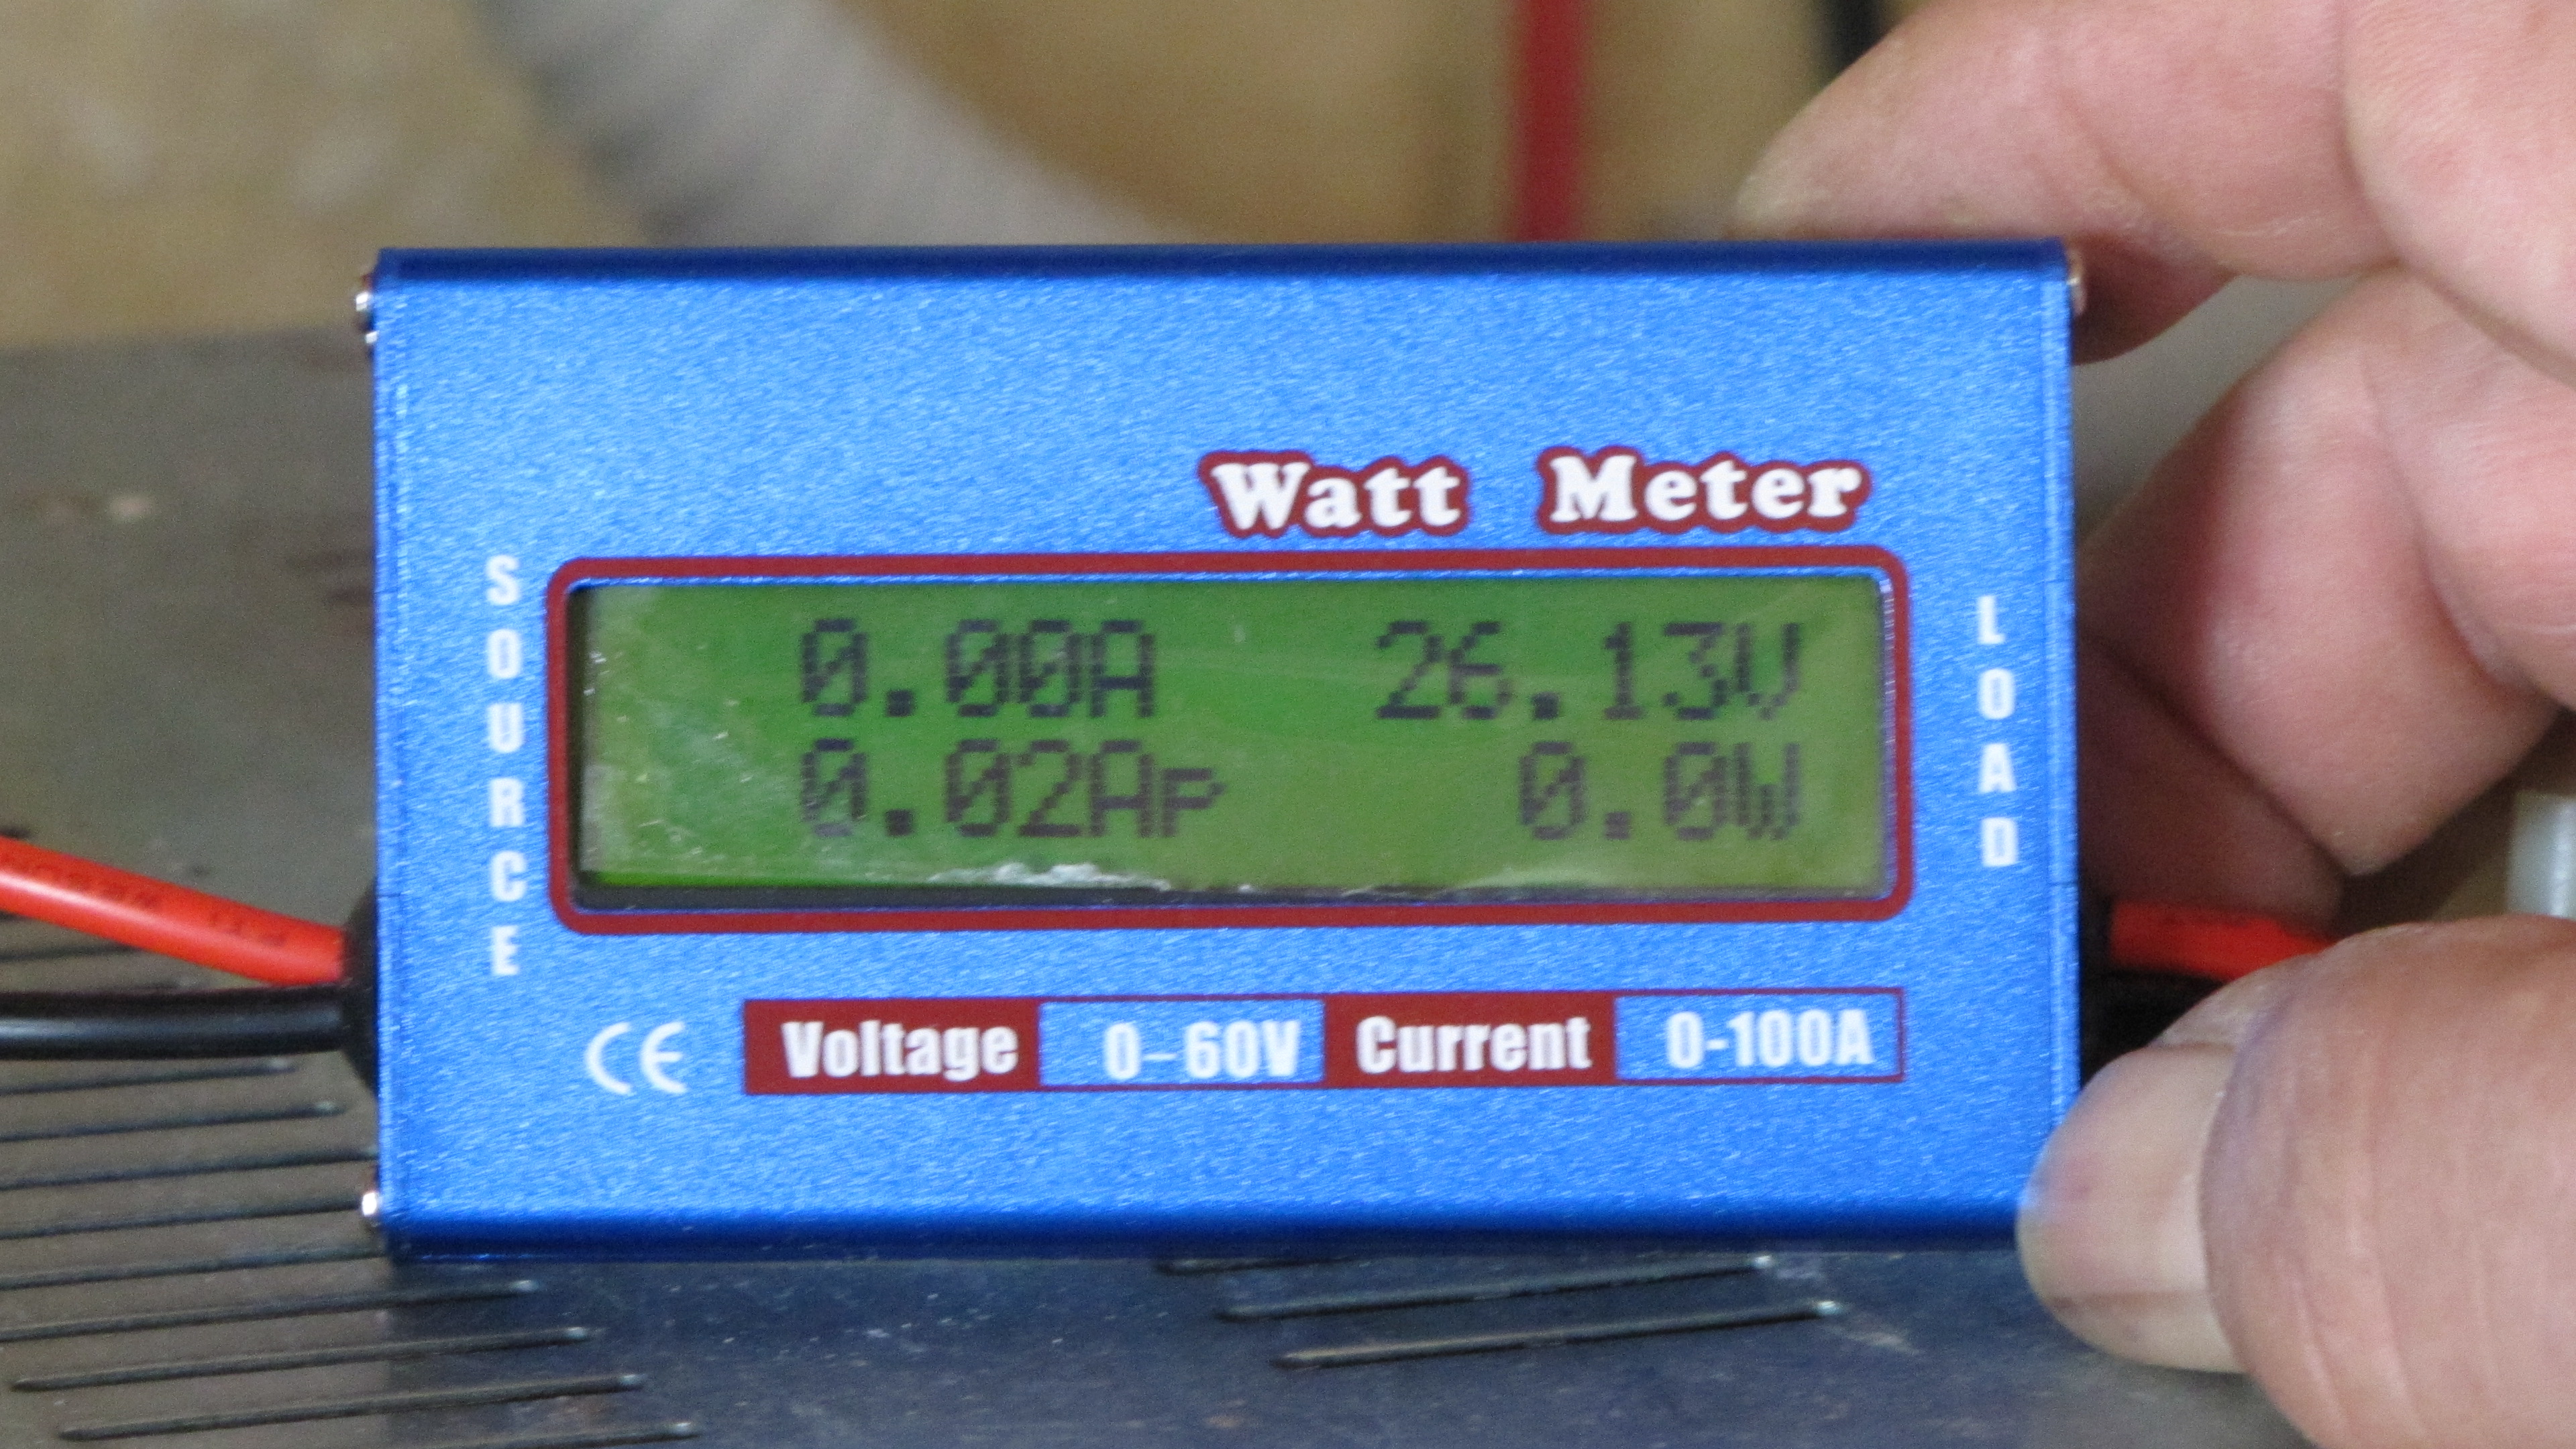 Watt Meter
SOURCE
0.00A 26.13V
0.02Ap 0.0W
LOAD
CE Voltage 0-60V Current 0-100A